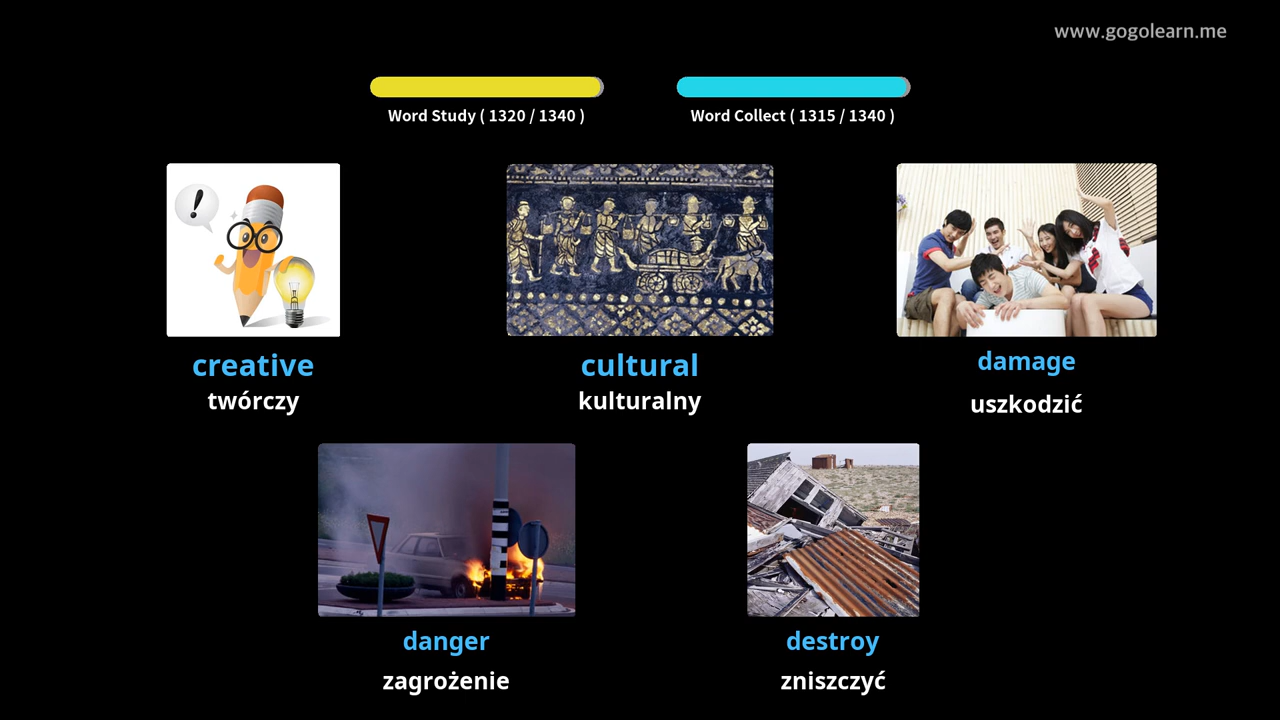 www.gogolearn.me
Word Study ( 1320 / 1340 )
Word Collect ( 1315 / 1340 )
!
creative
cultural
damage
twórczy
kulturalny
uszkodzić
danger
destroy
zagrożenie
zniszczyć